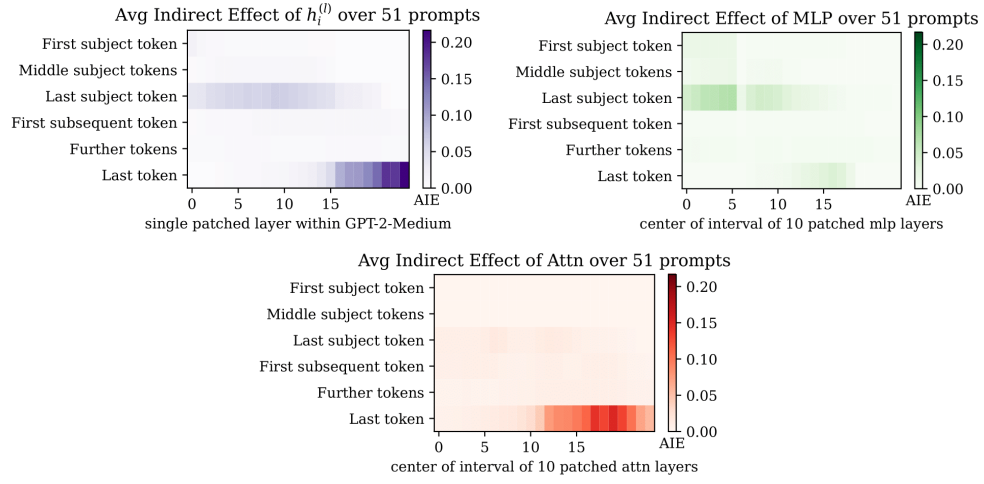 Avg Indirect Effect of h_i^{(l)} over 51 prompts
First subject token
Middle subject tokens
Last subject token
First subsequent token
Further tokens
Last token
0 5 10 15
single patched layer within GPT-2-Medium
0.20
0.15
0.10
0.05
0.00
AIE
Avg Indirect Effect of MLP over 51 prompts
First subject token
Middle subject tokens
Last subject token
First subsequent token
Further tokens
Last token
0 5 10 15
center of interval of 10 patched mlp layers
0.20
0.15
0.10
0.05
0.00
AIE
Avg Indirect Effect of Attn over 51 prompts
First subject token
Middle subject tokens
Last subject token
First subsequent token
Further tokens
Last token
0 5 10 15
center of interval of 10 patched attn layers
0.20
0.15
0.10
0.05
0.00
AIE